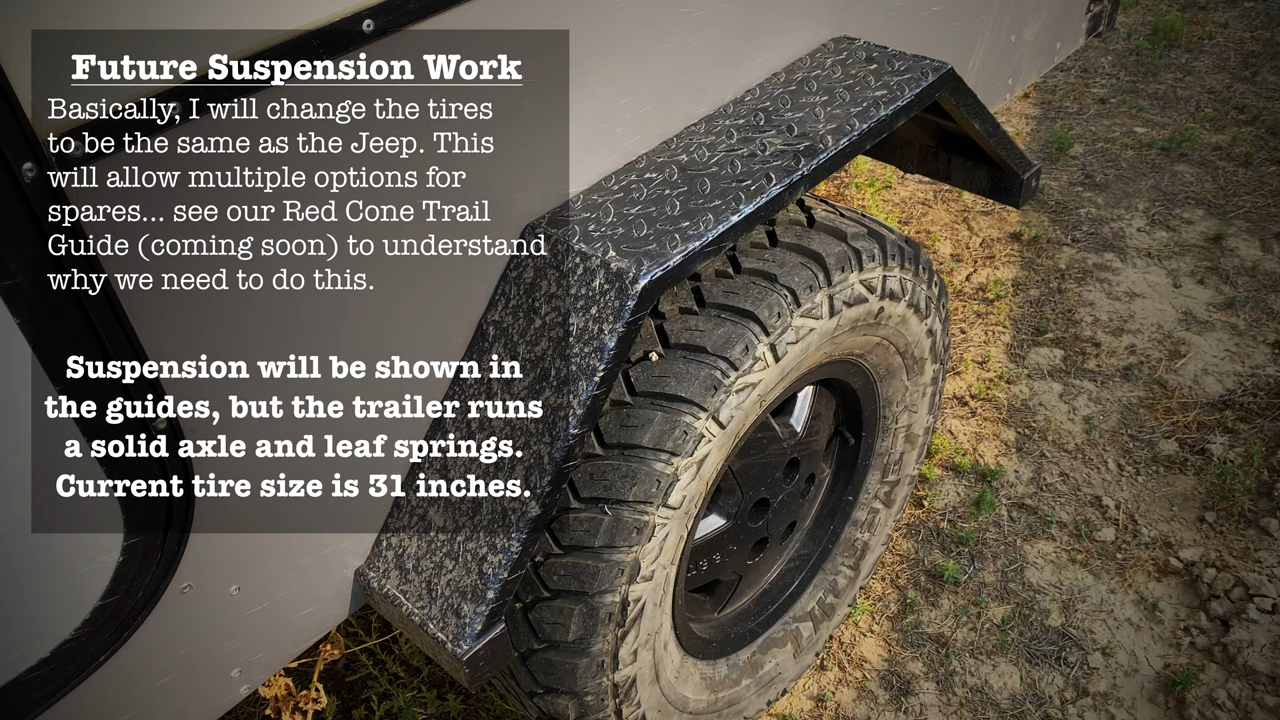 Future Suspension Work
Basically, I will change the tires
to be the same as the Jeep. This
will allow multiple options for
spares... see our Red Cone Trail
Guide (coming soon) to understand
why we need to do this.
Suspension will be shown in
the guides, but the trailer runs
a solid axle and leaf springs.
Current tire size is 31 inches.
Jeep